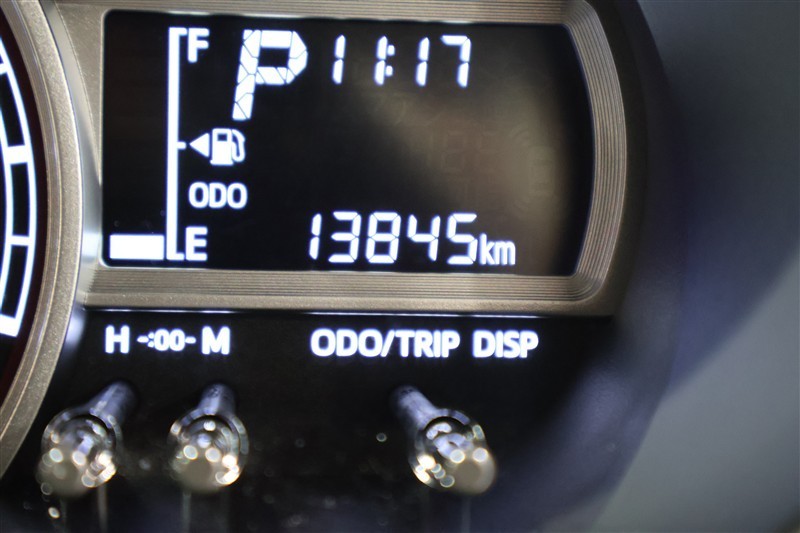 F P 11:17
ODO
E 13845km
H -:00- M ODO/TRIP DISP